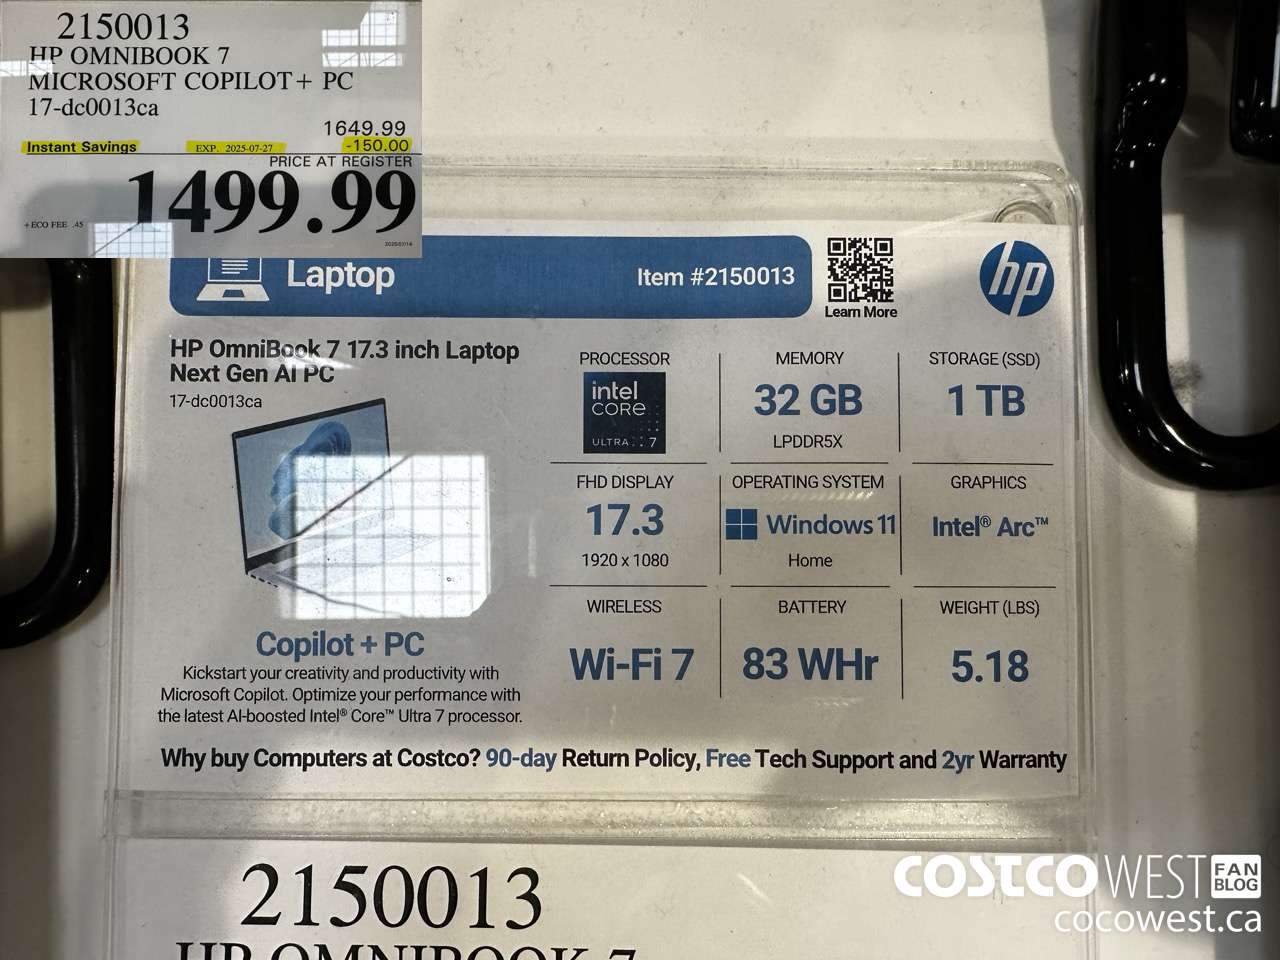 2150013
HP OMNIBOOK 7
MICROSOFT COPILOT+ PC
17-dc0013ca
1649.99
Instant Savings EXP. 2025-07-27 -150.00
PRICE AT REGISTER
+ECO FEE .45 1499.99
2025/07/14
Laptop
Item #2150013
Learn More
hp
HP OmniBook 7 17.3 inch Laptop
Next Gen AI PC
17-dc0013ca
Copilot + PC
Kickstart your creativity and productivity with
Microsoft Copilot. Optimize your performance with
the latest AI-boosted Intel® Core™ Ultra 7 processor.
PROCESSOR
intel
CORE
ULTRA 7
MEMORY
32 GB
LPDDR5X
STORAGE (SSD)
1 TB
FHD DISPLAY
17.3
1920 x 1080
OPERATING SYSTEM
Windows 11
Home
GRAPHICS
Intel® Arc™
WIRELESS
Wi-Fi 7
BATTERY
83 WHr
WEIGHT (LBS)
5.18
Why buy Computers at Costco? 90-day Return Policy, Free Tech Support and 2yr Warranty
2150013
HP OMNIBOOK 7
COSTCO WEST FAN BLOG
cocowest.ca